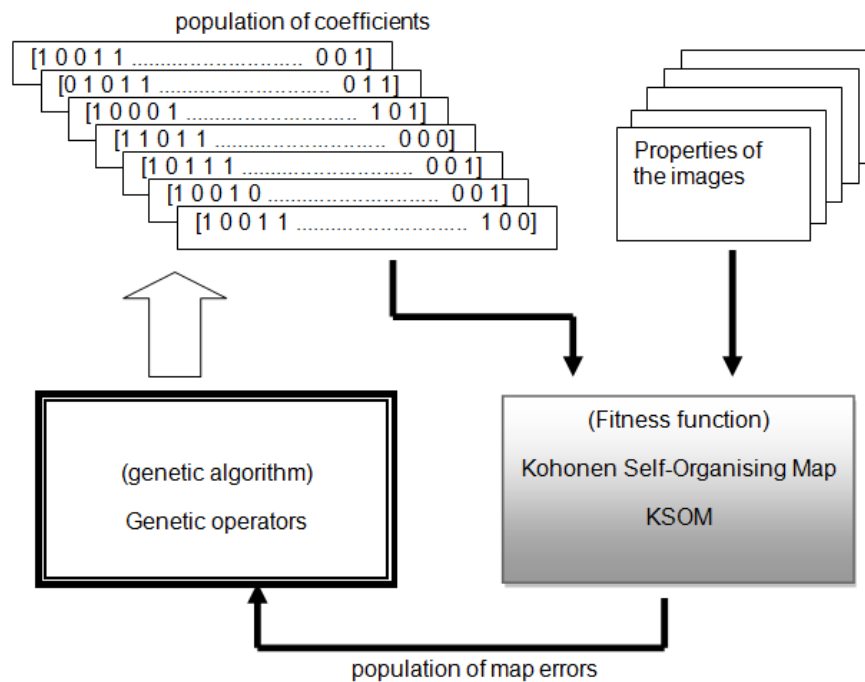 population of coefficients
[1 0 0 1 1 ................................ 0 0 1]
[0 1 0 1 1 ................................ 0 1 1]
[1 0 0 0 1 ................................ 1 0 1]
[1 1 0 1 1 ................................ 0 0 0]
[1 0 1 1 1 ................................ 0 0 1]
[1 0 0 1 0 ................................ 0 0 1]
[1 0 0 1 1 ................................ 1 0 0]
Properties of
the images
(genetic algorithm)
Genetic operators
(Fitness function)
Kohonen Self-Organising Map
KSOM
population of map errors